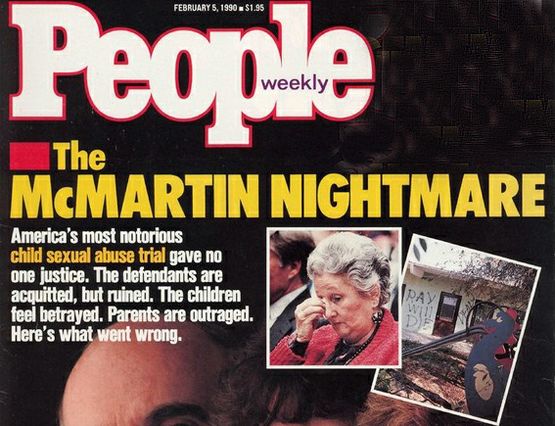 FEBRUARY 5, 1990 ■ $1.95
People
weekly
The
McMARTIN NIGHTMARE
America's most notorious
child sexual abuse trial gave no
one justice. The defendants are
acquitted, but ruined. The children
feel betrayed. Parents are outraged.
Here's what went wrong.
RAY
WILL
DIE